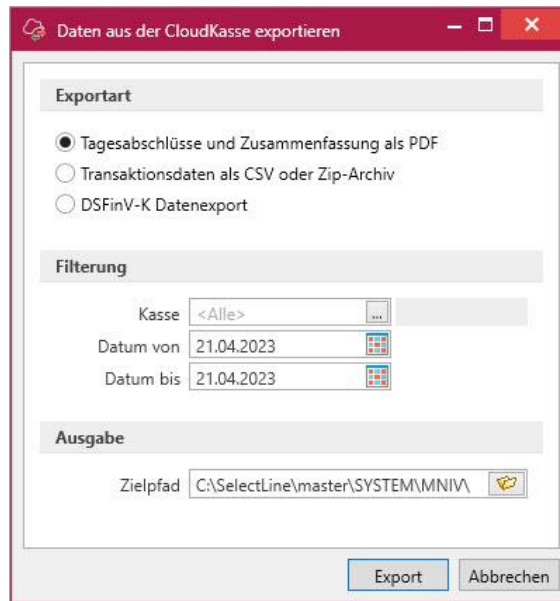 Daten aus der CloudKasse exportieren
Exportart
Tagesabschlüsse und Zusammenfassung als PDF
Transaktionsdaten als CSV oder Zip-Archiv
DSFinV-K Datenexport
Filterung
Kasse <Alle> ...
Datum von 21.04.2023
Datum bis 21.04.2023
Ausgabe
Zielpfad C:\SelectLine\master\SYSTEM\MNIV\
Export Abbrechen